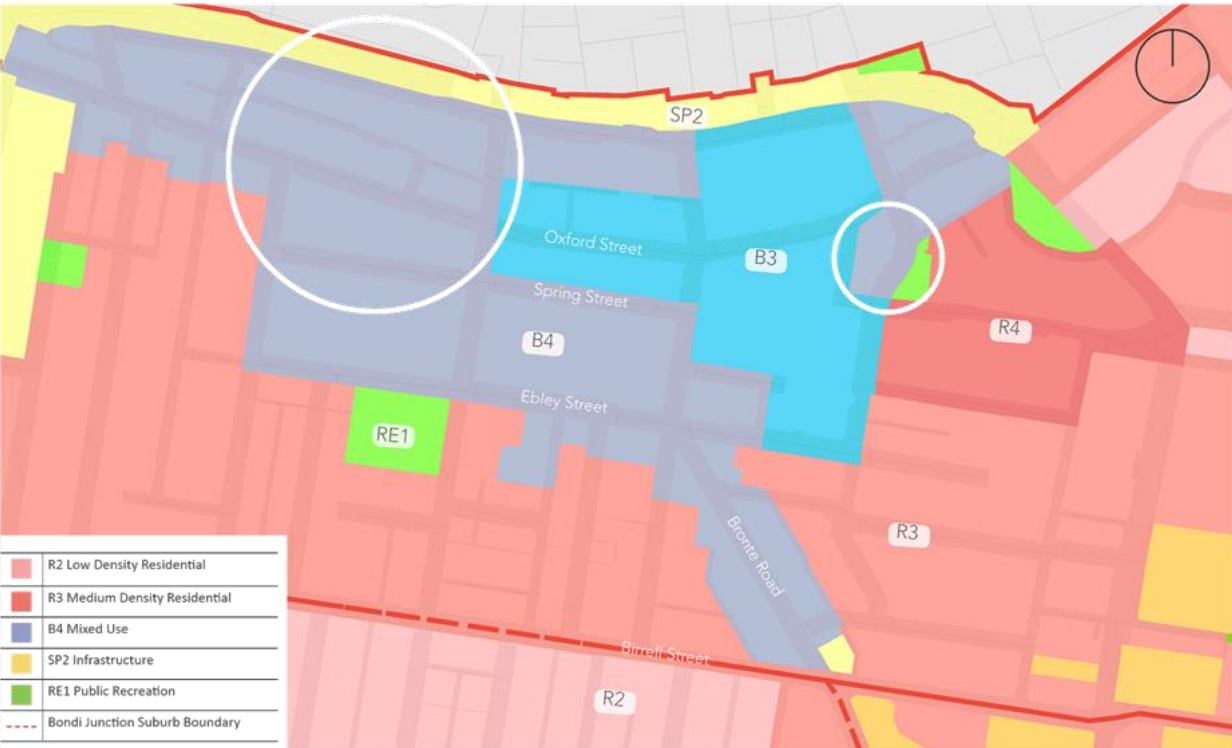 SP2
Oxford Street
B3
Spring Street
R4
B4
Ebley Street
RE1
R3
Bronte Road
Birrell Street
R2
R2 Low Density Residential
R3 Medium Density Residential
B4 Mixed Use
SP2 Infrastructure
RE1 Public Recreation
Bondi Junction Suburb Boundary